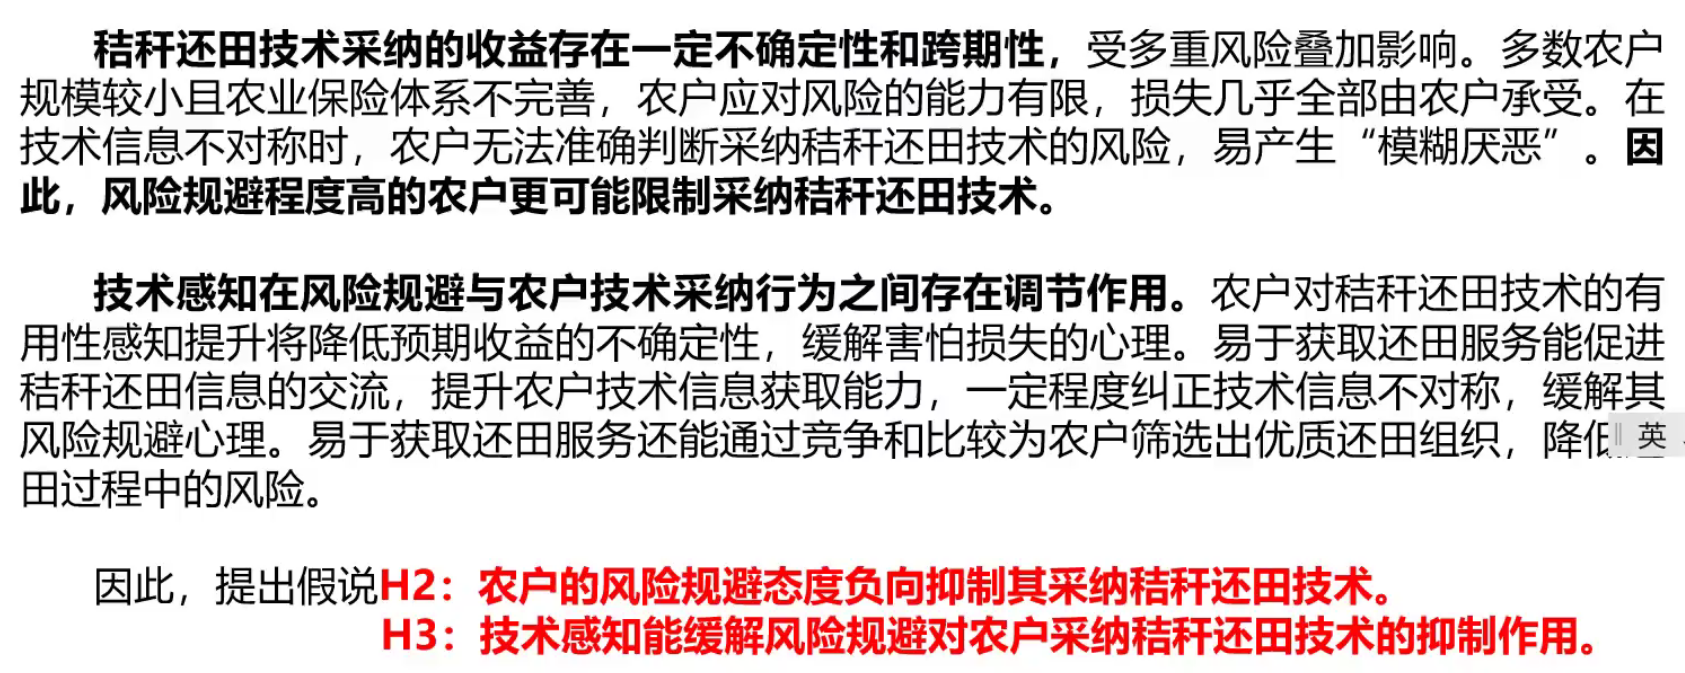 秸秆还田技术采纳的收益存在一定不确定性和跨期性，受多重风险叠加影响。多数农户
规模较小且农业保险体系不完善，农户应对风险的能力有限，损失几乎全部由农户承受。在
技术信息不对称时，农户无法准确判断采纳秸秆还田技术的风险，易产生“模糊厌恶”。因
此，风险规避程度高的农户更可能限制采纳秸秆还田技术。
技术感知在风险规避与农户技术采纳行为之间存在调节作用。农户对秸秆还田技术的有
用性感知提升将降低预期收益的不确定性，缓解害怕损失的心理。易于获取还田服务能促进
秸秆还田信息的交流，提升农户技术信息获取能力，一定程度纠正技术信息不对称，缓解其
风险规避心理。易于获取还田服务还能通过竞争和比较为农户筛选出优质还田组织，降低
英
田过程中的风险。
因此，提出假说H2：农户的风险规避态度负向抑制其采纳秸秆还田技术。
H3：技术感知能缓解风险规避对农户采纳秸秆还田技术的抑制作用。